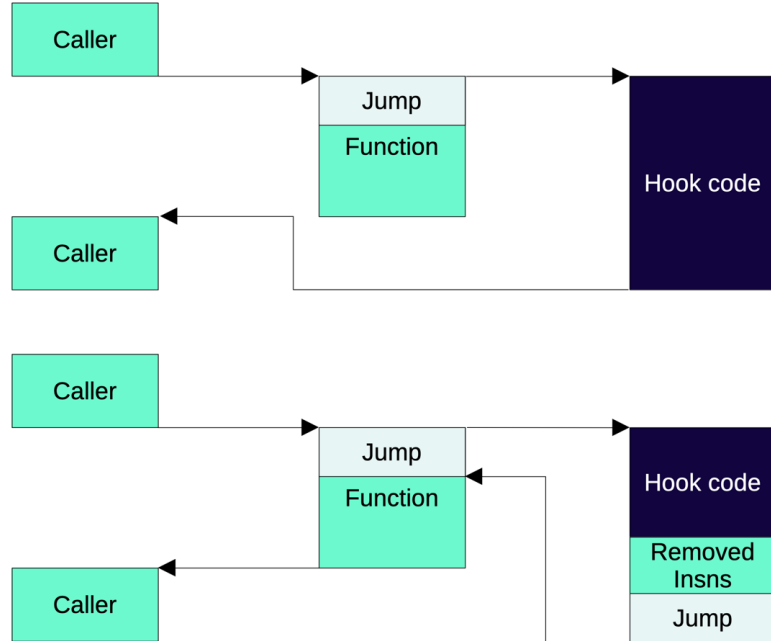 Caller
Jump
Function
Hook code
Caller
Caller
Jump
Function
Hook code
Removed
Insns
Caller
Jump